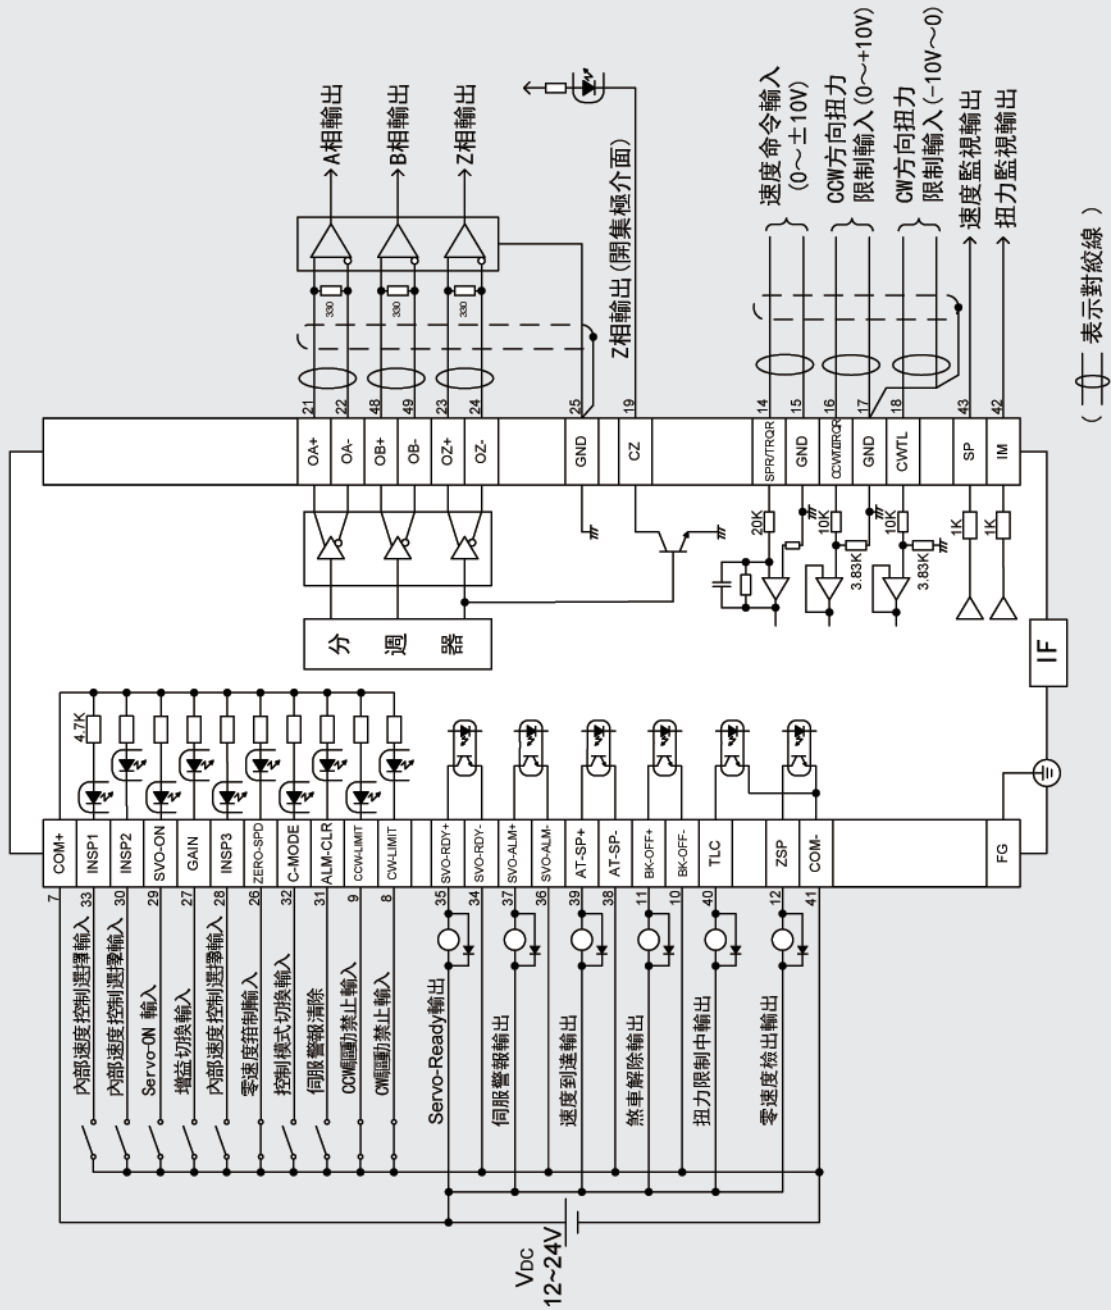 VDC
12~24V
7
COM+
內部速度控制選擇輸入
33
INSP1
4.7K
內部速度控制選擇輸入
30
INSP2
Servo-ON 輸入
29
SVO-ON
增益切換輸入
27
GAIN
內部速度控制選擇輸入
28
INSP3
零速度箝制輸入
26
ZERO-SPD
控制模式切換輸入
32
C-MODE
伺服警報清除
31
ALM-CLR
CCW驅動禁止輸入
9
CCW-LIMIT
CW驅動禁止輸入
8
CW-LIMIT
Servo-Ready輸出
35
SVO-RDY+
34
SVO-RDY-
伺服警報輸出
37
SVO-ALM+
36
SVO-ALM-
速度到達輸出
39
AT-SP+
38
AT-SP-
煞車解除輸出
11
BK-OFF+
10
BK-OFF-
扭力限制中輸出
40
TLC
零速度檢出輸出
12
ZSP
41
COM-
FG
IF
分週器
OA+
21
330
A相輸出
OA-
22
OB+
48
330
B相輸出
OB-
49
OZ+
23
330
Z相輸出
OZ-
24
GND
25
CZ
19
Z相輸出(開集極介面)
20K
SPR/TRQR
14
速度命令輸入
(0~±10V)
GND
15
10K
16
CCW方向扭力
限制輸入(0~+10V)
3.83K
GND
17
10K
CWTL
18
CW方向扭力
限制輸入(-10V~0)
3.83K
1K
SP
43
速度監視輸出
1K
IM
42
扭力監視輸出
( 表示對絞線 )